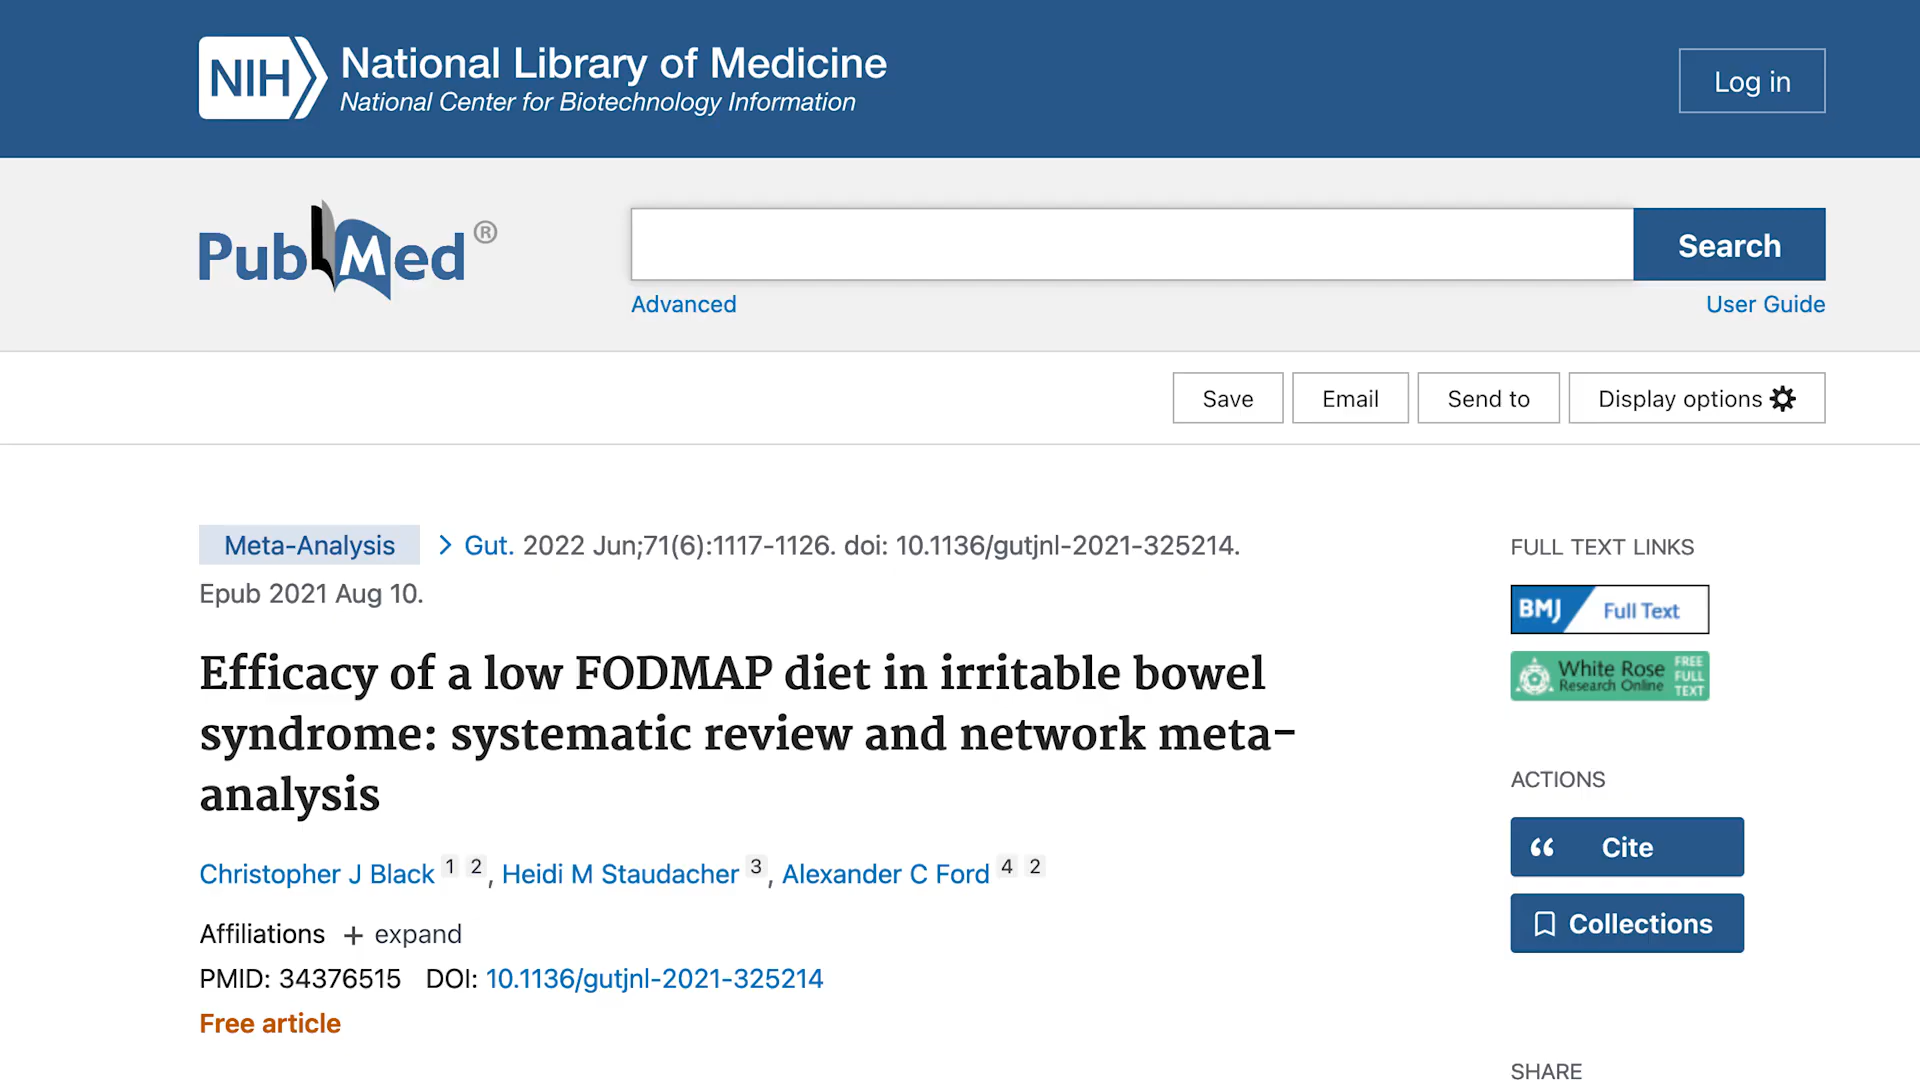 NIH National Library of Medicine
National Center for Biotechnology Information
Log in
PubMed®
Search
Advanced
User Guide
Save
Email
Send to
Display options
Meta-Analysis > Gut. 2022 Jun;71(6):1117-1126. doi: 10.1136/gutjnl-2021-325214.
Epub 2021 Aug 10.
Efficacy of a low FODMAP diet in irritable bowel
syndrome: systematic review and network meta-
analysis
Christopher J Black 1 2, Heidi M Staudacher 3, Alexander C Ford 4 2
Affiliations + expand
PMID: 34376515 DOI: 10.1136/gutjnl-2021-325214
Free article
FULL TEXT LINKS
BMJ Full Text
White Rose
Research Online
FREE
FULL
TEXT
ACTIONS
Cite
Collections
SHARE